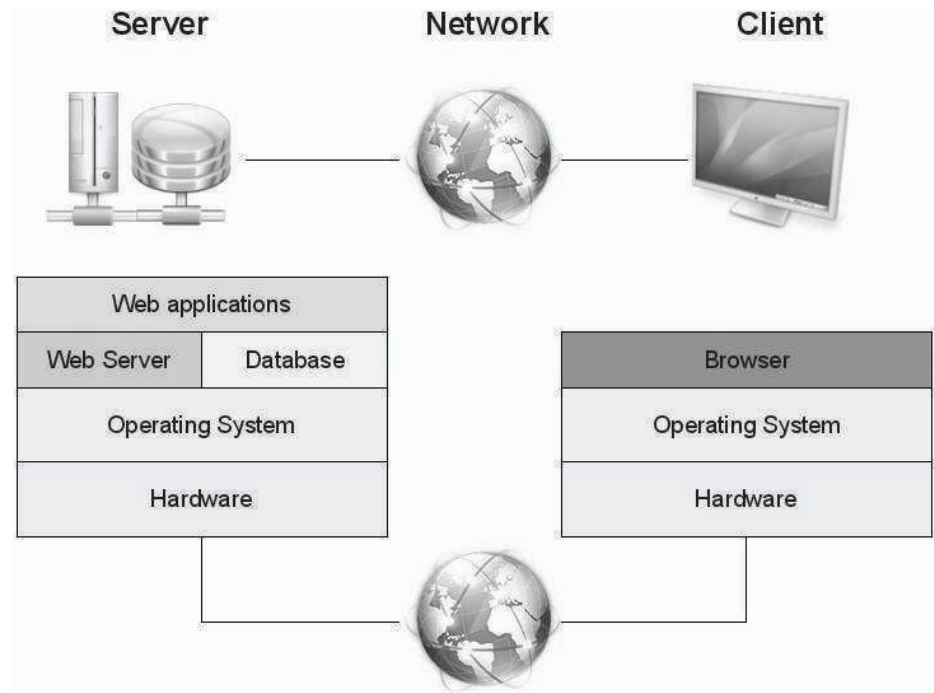 Server Network Client
Web applications
Web Server Database
Browser
Operating System
Operating System
Hardware
Hardware